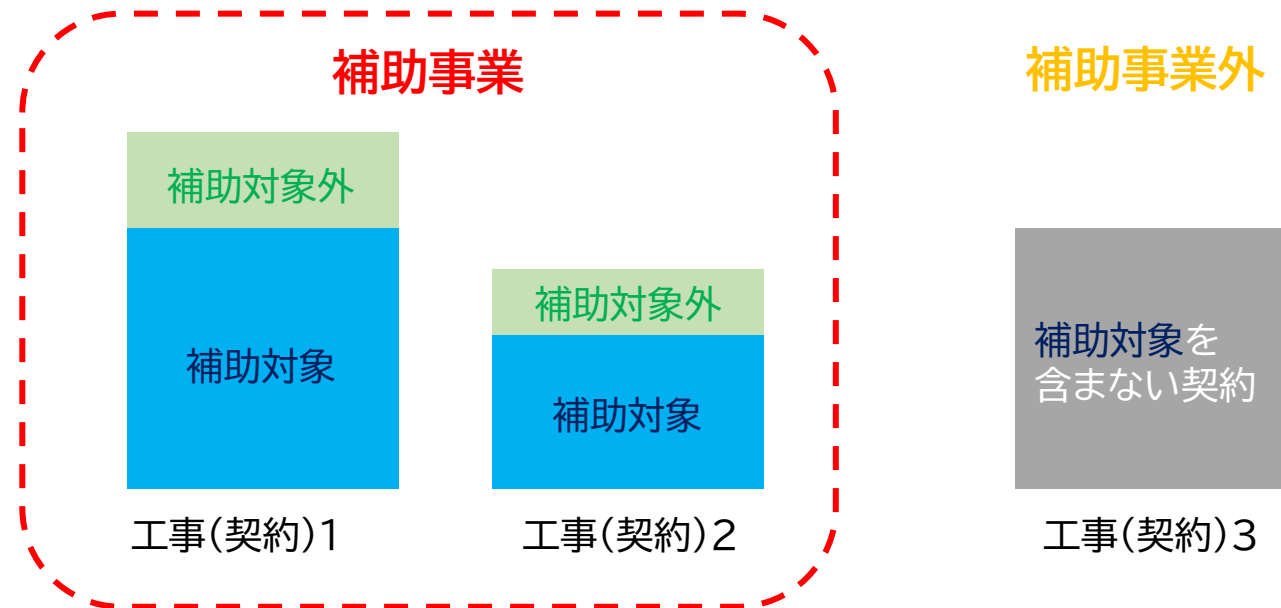 補助事業
補助事業外
補助対象外
補助対象
補助対象外
補助対象
補助対象を
含まない契約
工事(契約)1
工事(契約)2
工事(契約)3